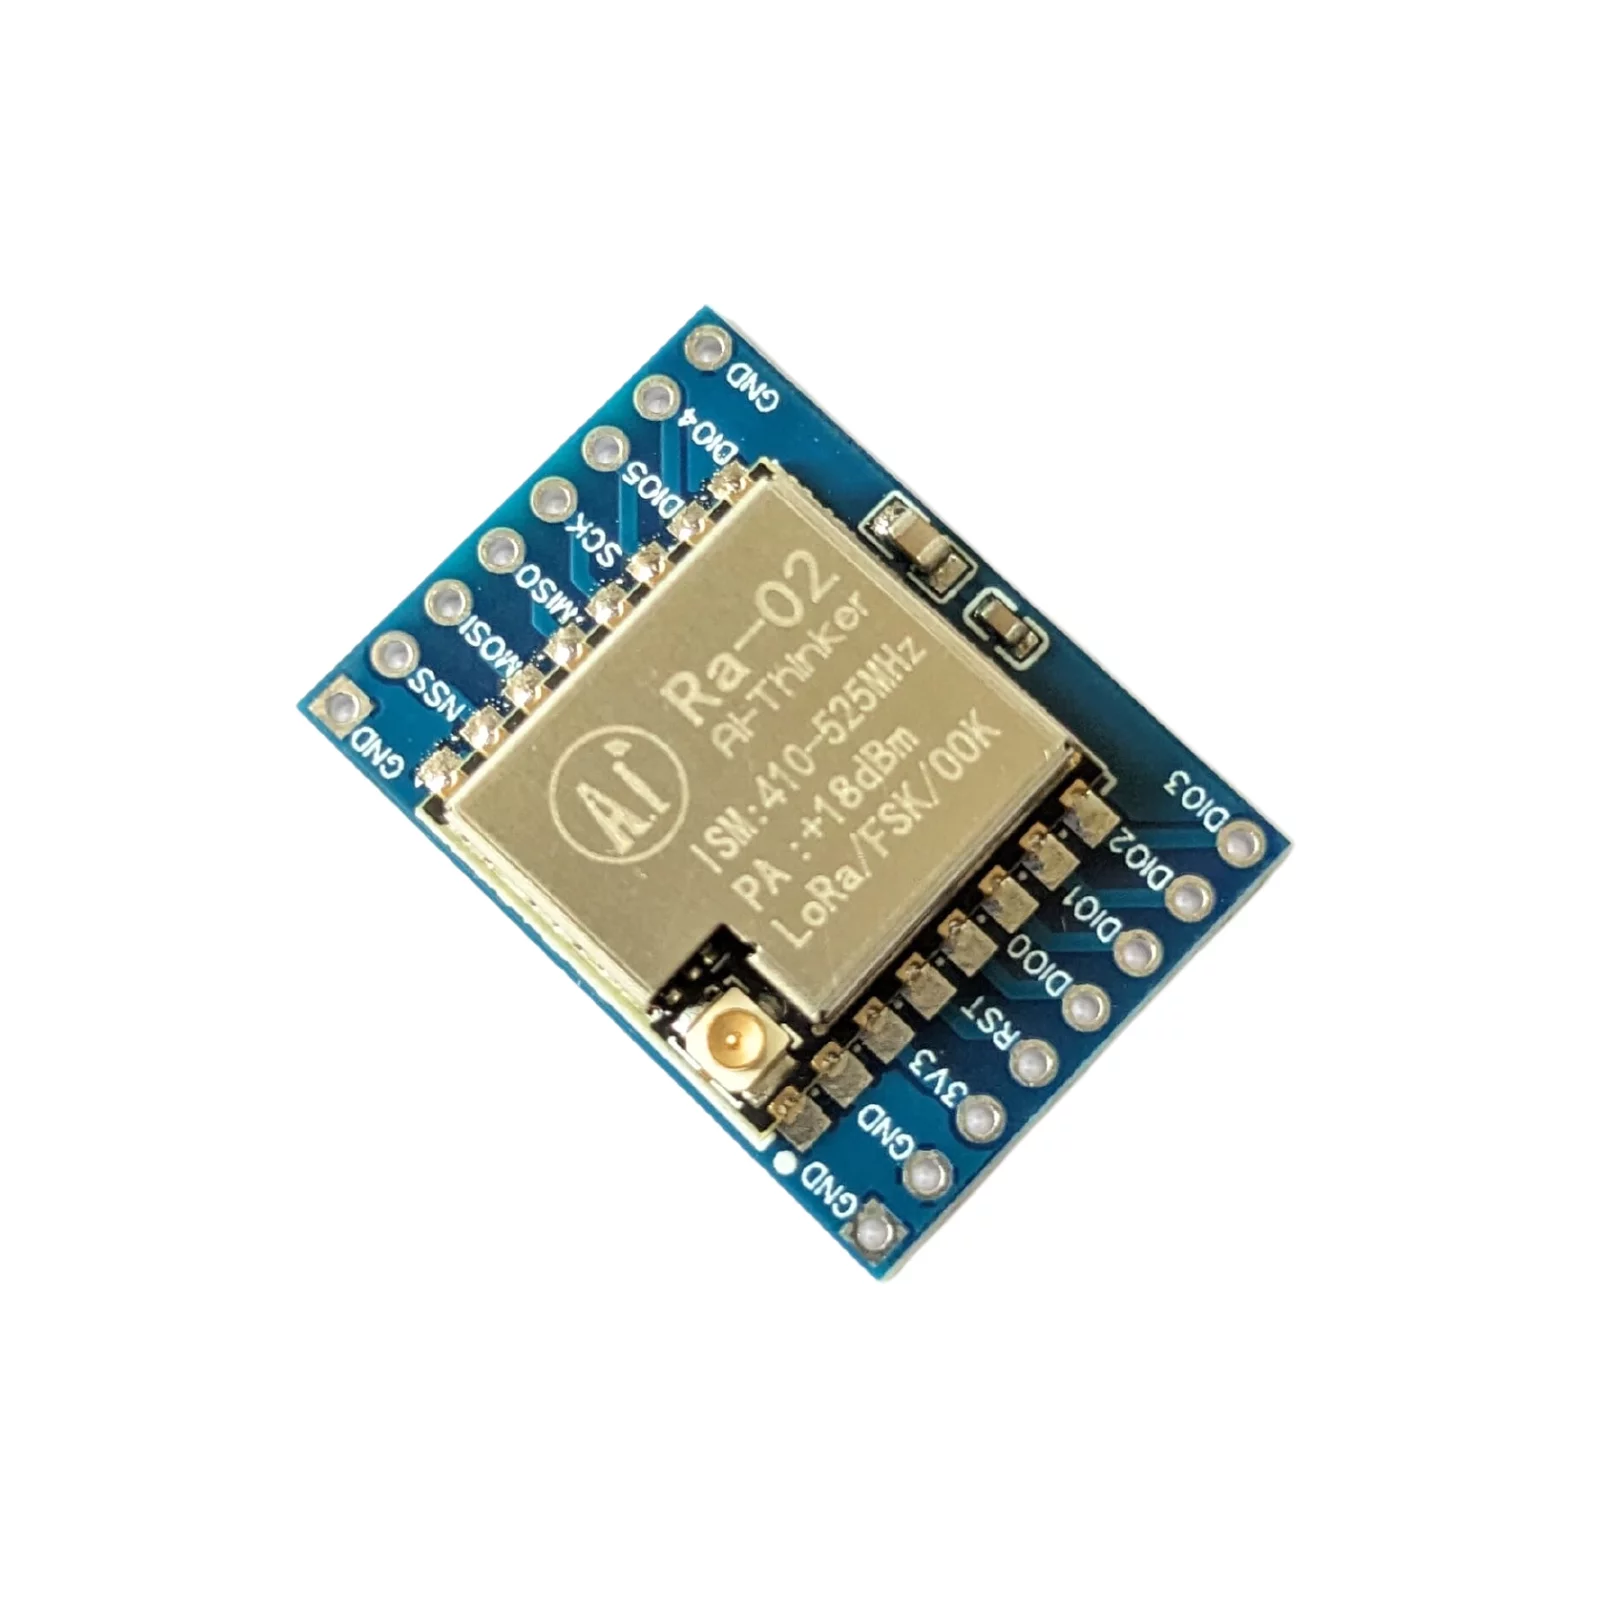 A.i
Ra-02
AI-Thinker
ISM:410-525MHz
PA :+18dBm
LoRa/FSK/OOK
GND
DIO4
DIO5
SCK
MISO
MOSI
NSS
GND
DIO3
DIO2
DIO1
DIO0
RST
3V3
GND
GND